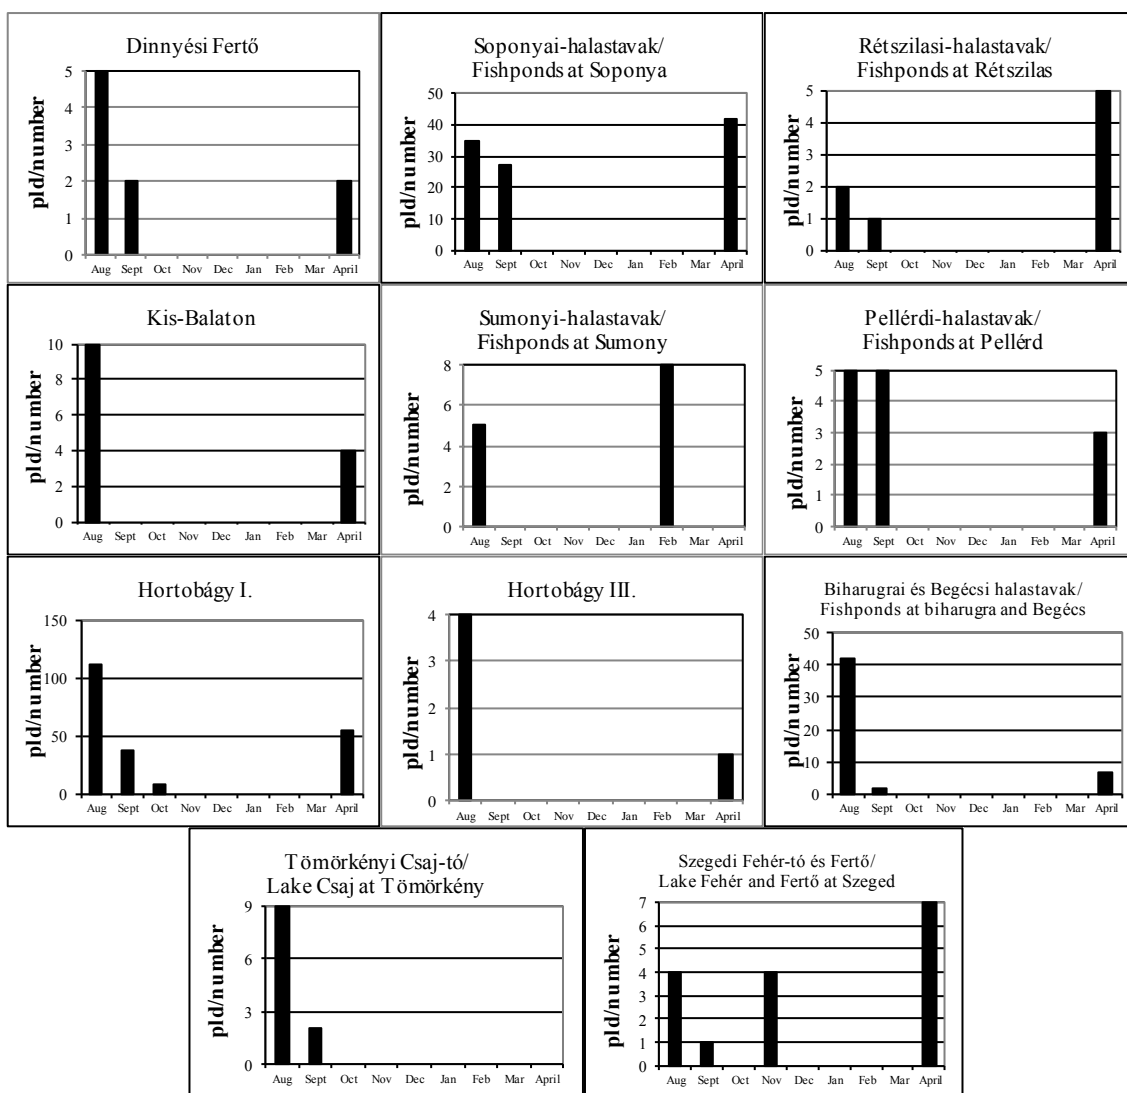 Dinnyési Fertő
pld/number
5
4
3
2
1
0
Aug Sept Oct Nov Dec Jan Feb Mar April
Soponyai-halastavak/
Fishponds at Soponya
pld/number
50
40
30
20
10
0
Aug Sept Oct Nov Dec Jan Feb Mar April
Rétszilasi-halastavak/
Fishponds at Rétszilas
pld/number
5
4
3
2
1
0
Aug Sept Oct Nov Dec Jan Feb Mar April
Kis-Balaton
pld/number
10
8
6
4
2
0
Aug Sept Oct Nov Dec Jan Feb Mar April
Sumonyi-halastavak/
Fishponds at Sumony
pld/number
8
6
4
2
0
Aug Sept Oct Nov Dec Jan Feb Mar April
Pellérdi-halastavak/
Fishponds at Pellérd
pld/number
5
4
3
2
1
0
Aug Sept Oct Nov Dec Jan Feb Mar April
Hortobágy I.
pld/number
150
100
50
0
Aug Sept Oct Nov Dec Jan Feb Mar April
Hortobágy III.
pld/number
4
3
2
1
0
Aug Sept Oct Nov Dec Jan Feb Mar April
Biharugrai és Begécsi halastavak/
Fishponds at biharugra and Begécs
pld/number
50
40
30
20
10
0
Aug Sept Oct Nov Dec Jan Feb Mar April
Tömörkényi Csaj-tó/
Lake Csaj at Tömörkény
pld/number
9
6
3
0
Aug Sept Oct Nov Dec Jan Feb Mar April
Szegedi Fehér-tó és Fertő/
Lake Fehér and Fertő at Szeged
pld/number
7
6
5
4
3
2
1
0
Aug Sept Oct Nov Dec Jan Feb Mar April